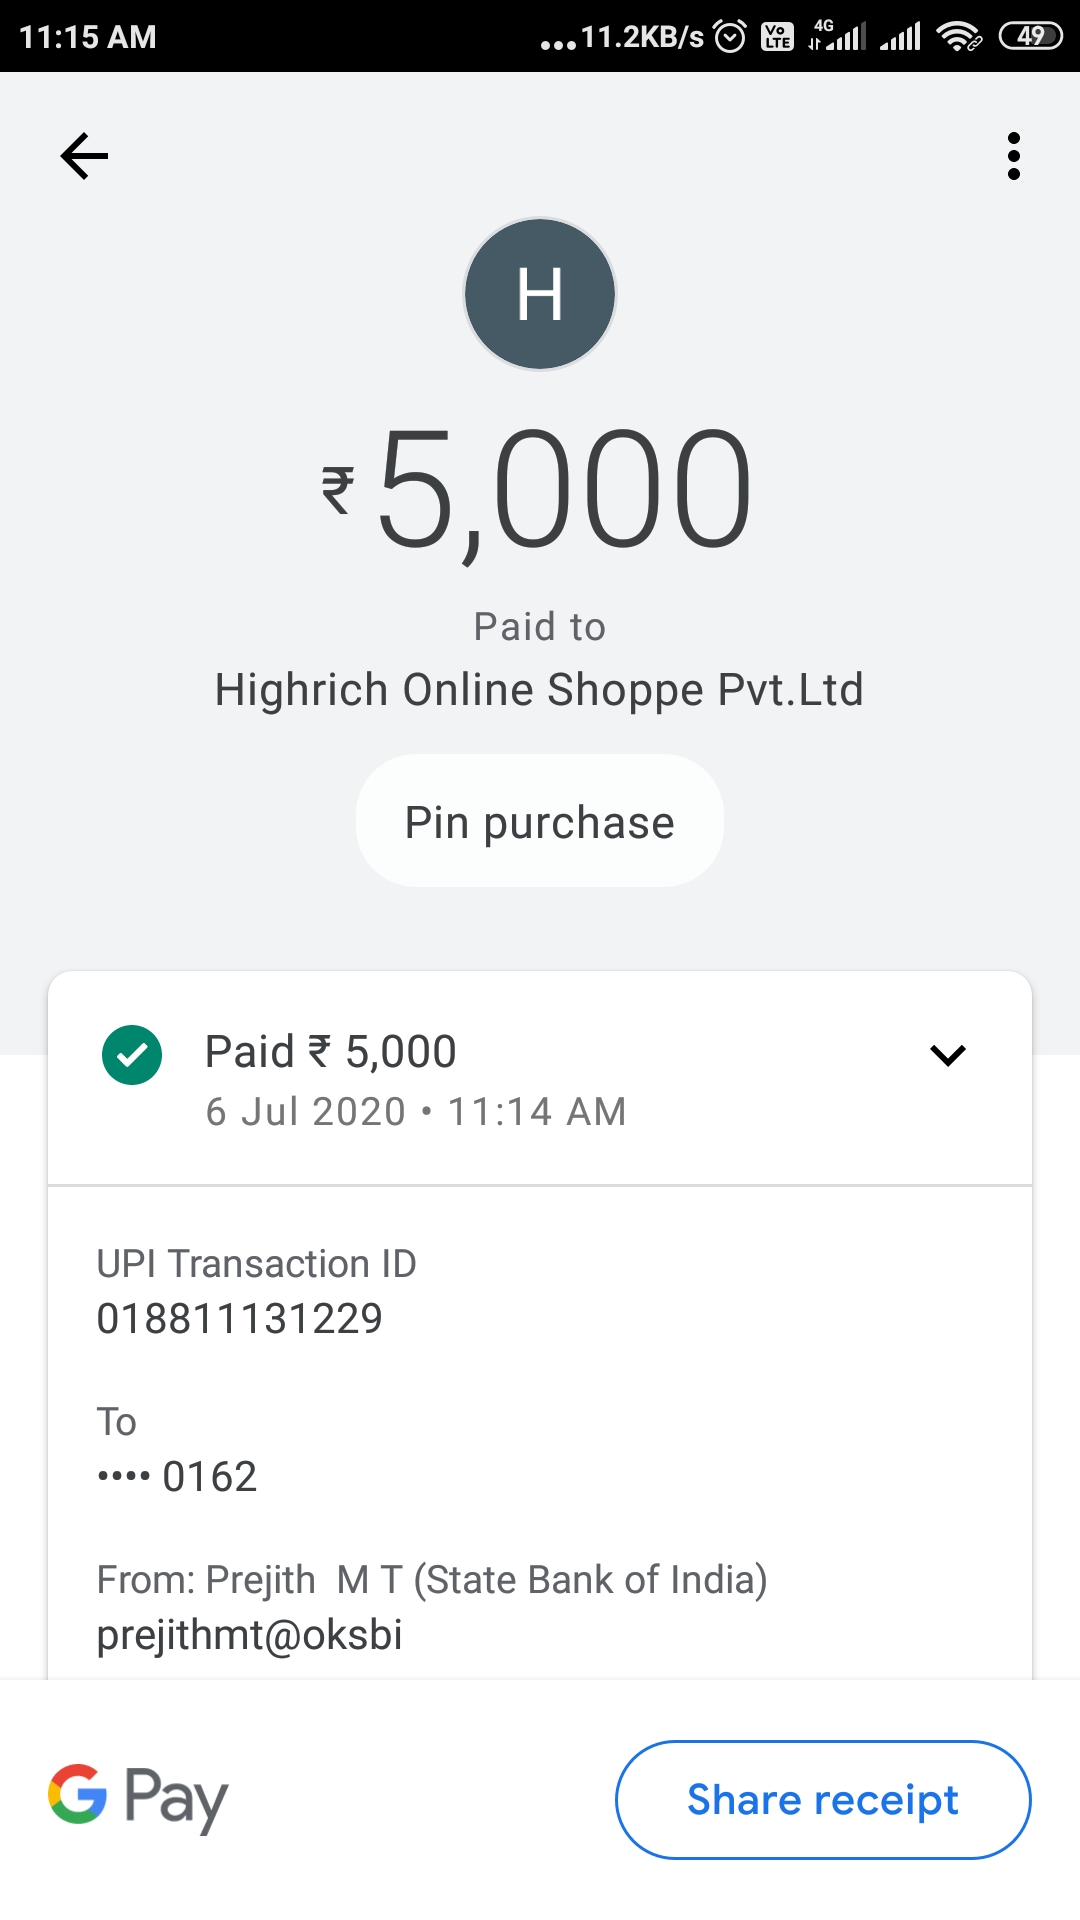 11:15 AM
...11.2KB/s Vo LTE 4G 49
H
₹5,000
Paid to
Highrich Online Shoppe Pvt.Ltd
Pin purchase
Paid ₹ 5,000
6 Jul 2020 • 11:14 AM
UPI Transaction ID
018811131229
To
•••• 0162
From: Prejith  M T (State Bank of India)
prejithmt@oksbi
G Pay
Share receipt